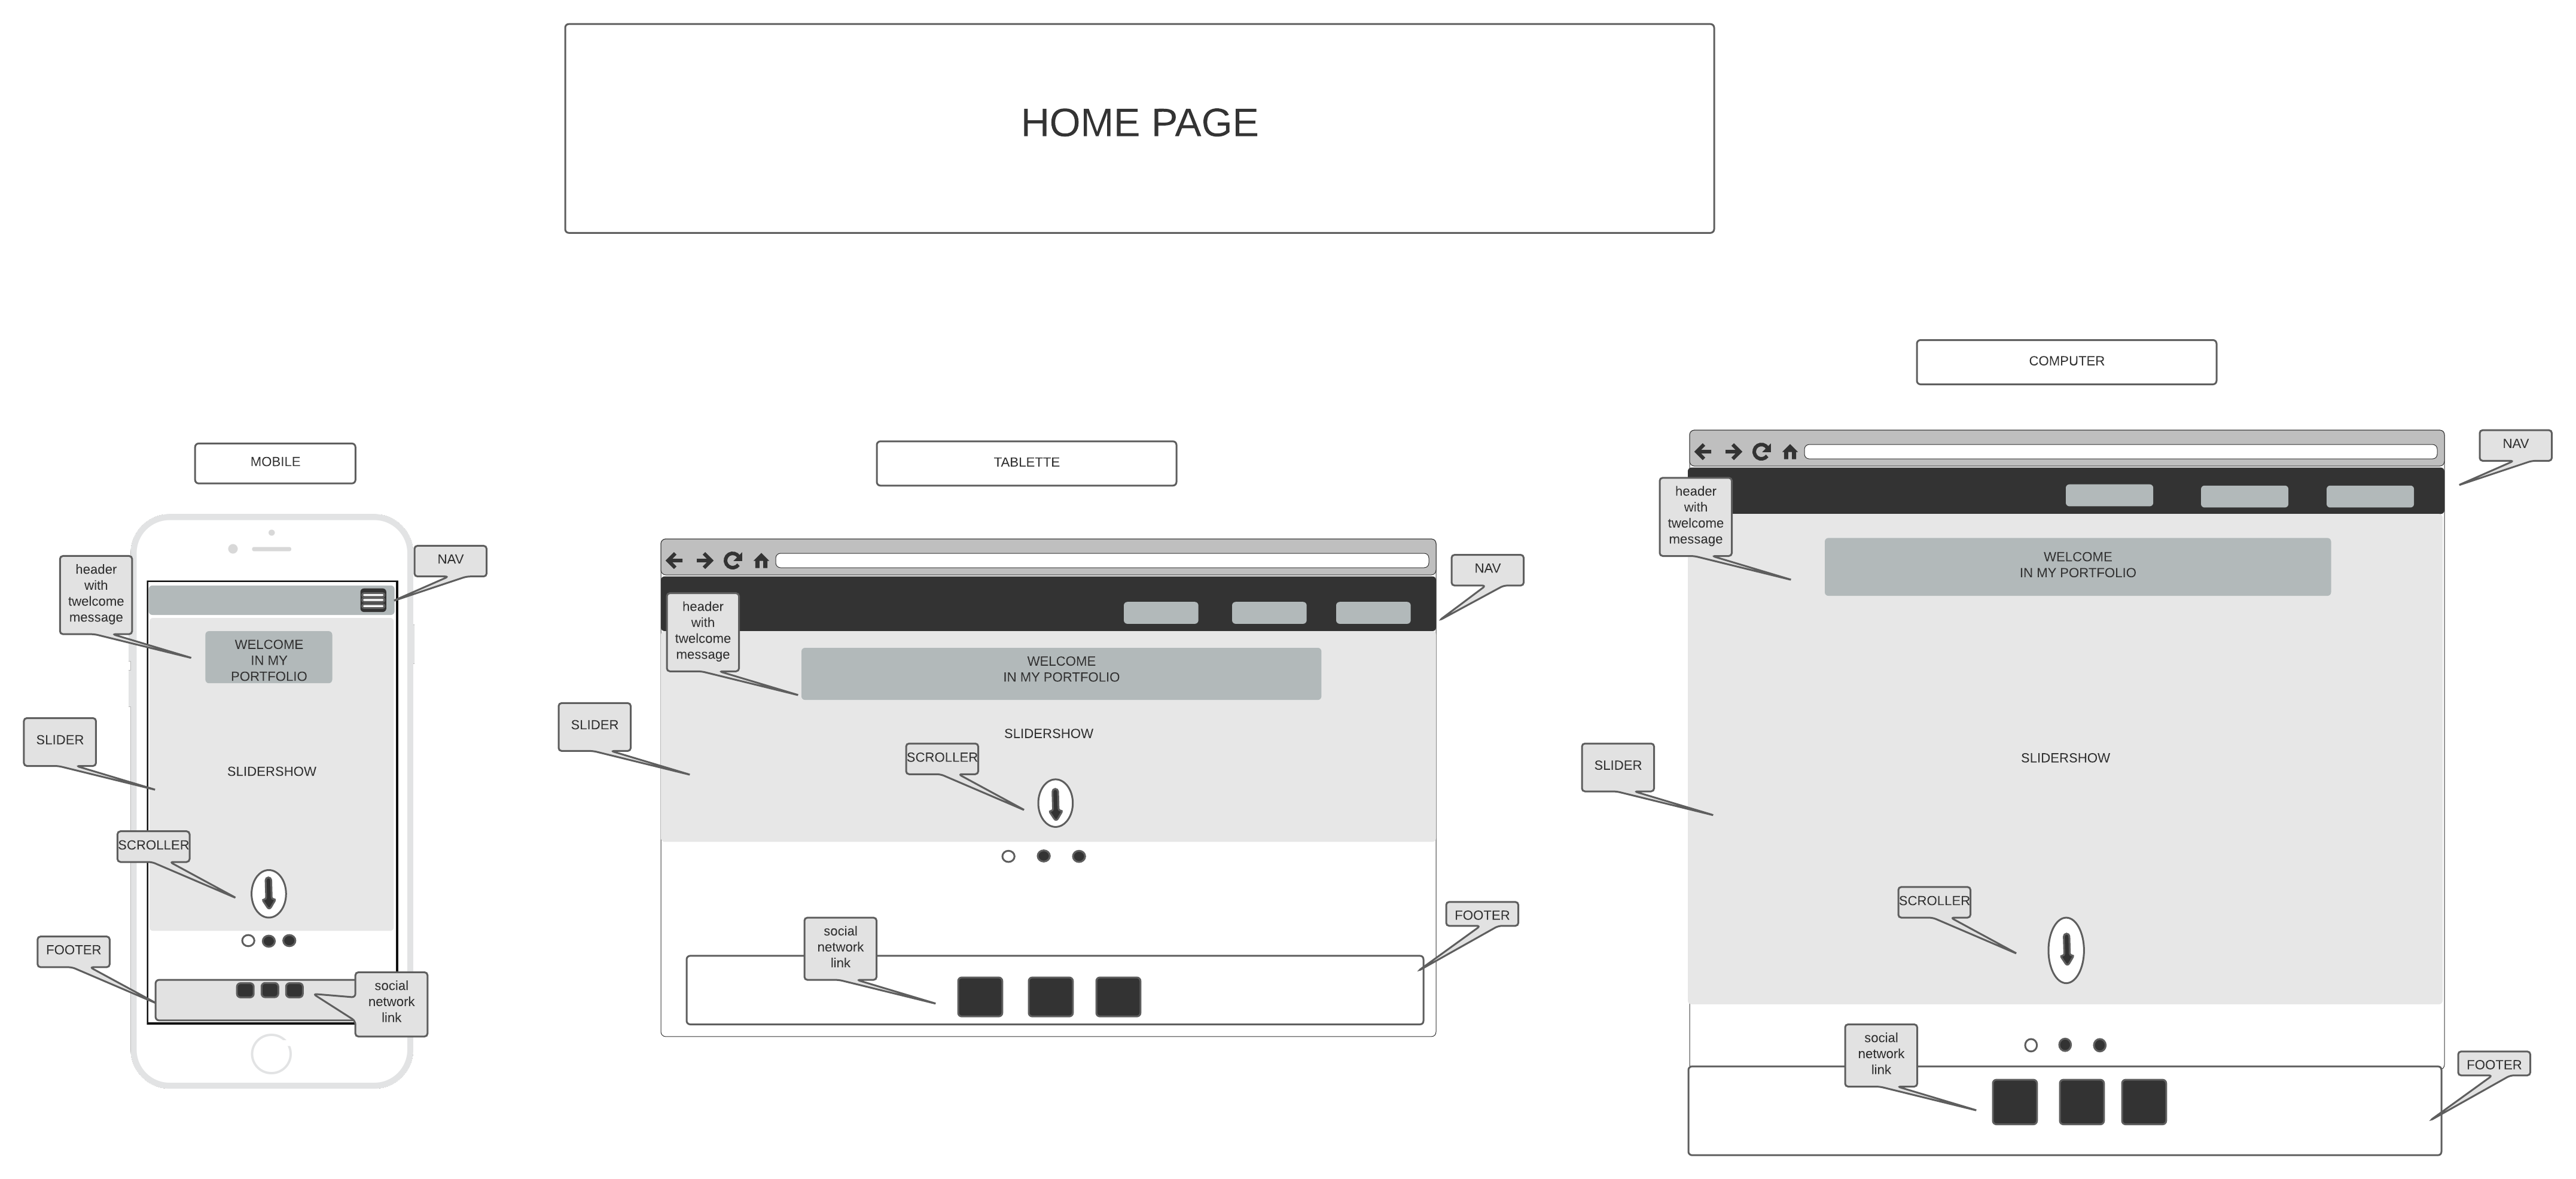 HOME PAGE
MOBILE
header
with
twelcome
message
NAV
WELCOME
IN MY
PORTFOLIO
SLIDER
SLIDERSHOW
SCROLLER
FOOTER
social
network
link
TABLETTE
NAV
header
with
twelcome
message
WELCOME
IN MY PORTFOLIO
SLIDER
SLIDERSHOW
SCROLLER
FOOTER
social
network
link
COMPUTER
NAV
header
with
twelcome
message
WELCOME
IN MY PORTFOLIO
SLIDER
SLIDERSHOW
SCROLLER
social
network
link
FOOTER